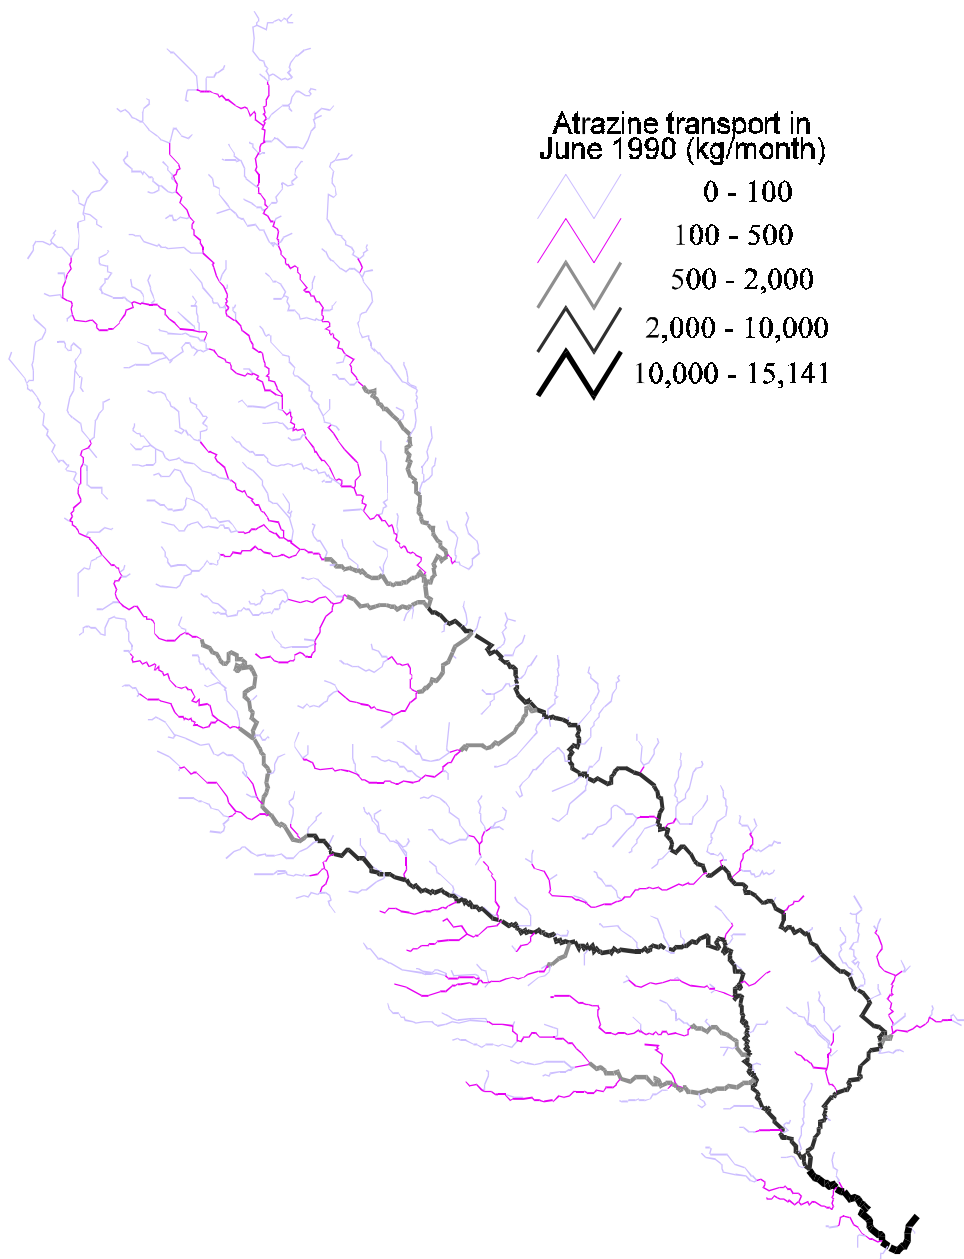 Atrazine transport in
June 1990 (kg/month)
0 - 100
100 - 500
500 - 2,000
2,000 - 10,000
10,000 - 15,141